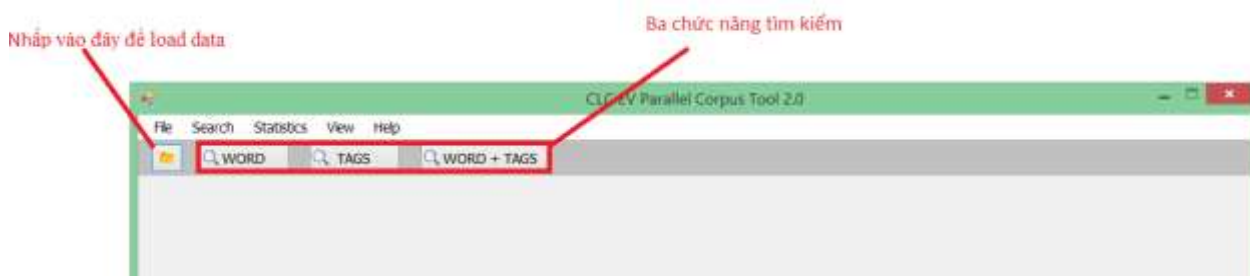 Ba chức năng tìm kiếm
Nhấp vào đây để load data
CLC EV Parallel Corpus Tool 2.0
File Search Statistics View Help
WORD TAGS WORD + TAGS